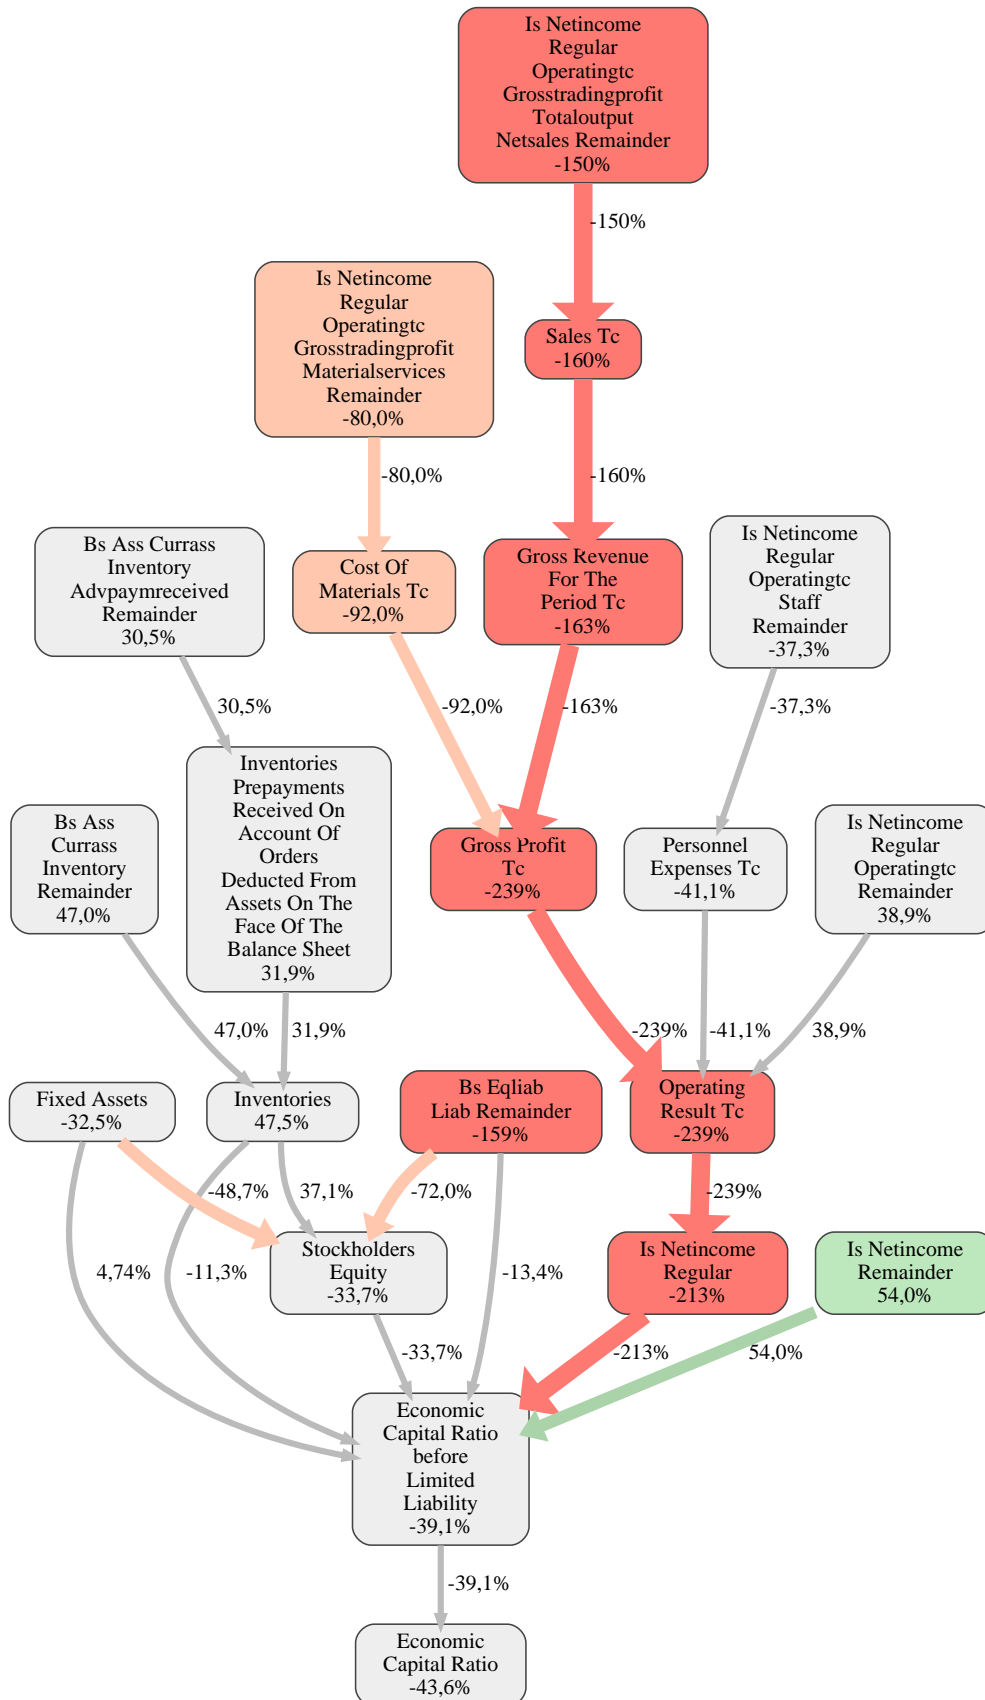 Is Netincome
Regular
Operatingtc
Grosstradingprofit
Totaloutput
Netsales Remainder
-150%
-150%
Is Netincome
Regular
Operatingtc
Grosstradingprofit
Materialservices
Remainder
-80,0%
Sales Tc
-160%
-80,0%
-160%
Bs Ass Currass
Inventory
Advpaymreceived
Remainder
30,5%
Cost Of
Materials Tc
-92,0%
Gross Revenue
For The
Period Tc
-163%
Is Netincome
Regular
Operatingtc
Staff
Remainder
-37,3%
30,5%
-92,0%
-163%
-37,3%
Bs Ass
Currass
Inventory
Remainder
47,0%
Inventories
Prepayments
Received On
Account Of
Orders
Deducted From
Assets On The
Face Of The
Balance Sheet
31,9%
Gross Profit
Tc
-239%
Personnel
Expenses Tc
-41,1%
Is Netincome
Regular
Operatingtc
Remainder
38,9%
47,0%
31,9%
-239%
-41,1%
38,9%
Fixed Assets
-32,5%
Inventories
47,5%
Bs Eqliab
Liab Remainder
-159%
Operating
Result Tc
-239%
-48,7%
37,1%
-72,0%
-239%
4,74%
-11,3%
Stockholders
Equity
-33,7%
-13,4%
Is Netincome
Regular
-213%
Is Netincome
Remainder
54,0%
-33,7%
-213%
54,0%
Economic
Capital Ratio
before
Limited
Liability
-39,1%
-39,1%
Economic
Capital Ratio
-43,6%